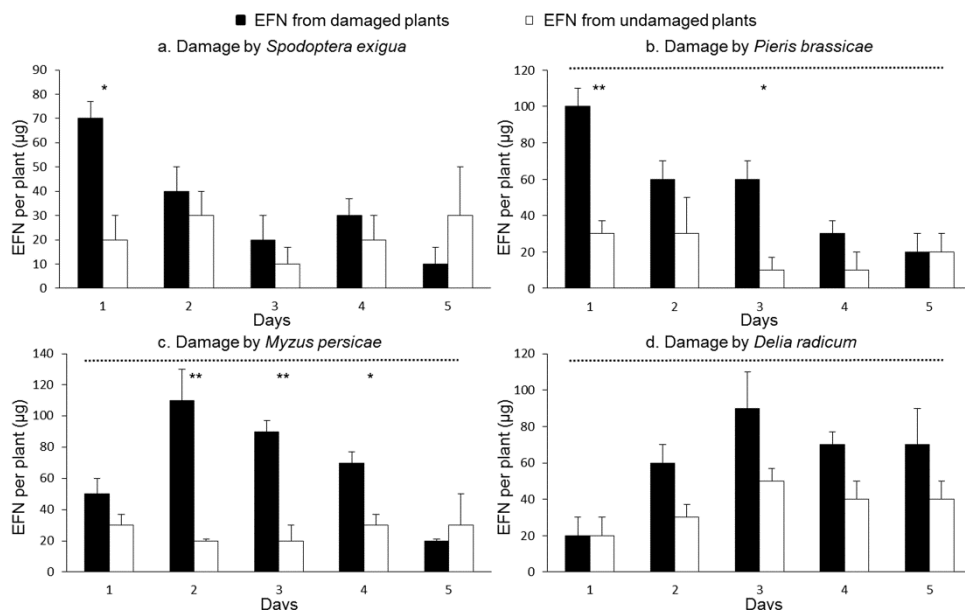 EFN from damaged plants EFN from undamaged plants
a. Damage by Spodoptera exigua
EFN per plant (µg)
90
80
70
60
50
40
30
20
10
0
*
1 2 3 4 5
Days
b. Damage by Pieris brassicae
EFN per plant (µg)
120
100
80
60
40
20
0
** *
1 2 3 4 5
Days
c. Damage by Myzus persicae
EFN per plant (µg)
140
120
100
80
60
40
20
0
** ** *
1 2 3 4 5
Days
d. Damage by Delia radicum
EFN per plant (µg)
120
100
80
60
40
20
0
1 2 3 4 5
Days